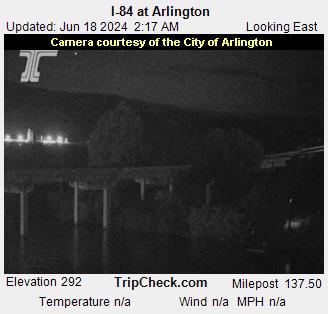 I-84 at Arlington
Updated: Jun 18 2024 2:17 AM Looking East
Camera courtesy of the City of Arlington
Elevation 292 TripCheck.com Milepost 137.50
Temperature n/a Wind n/a MPH n/a